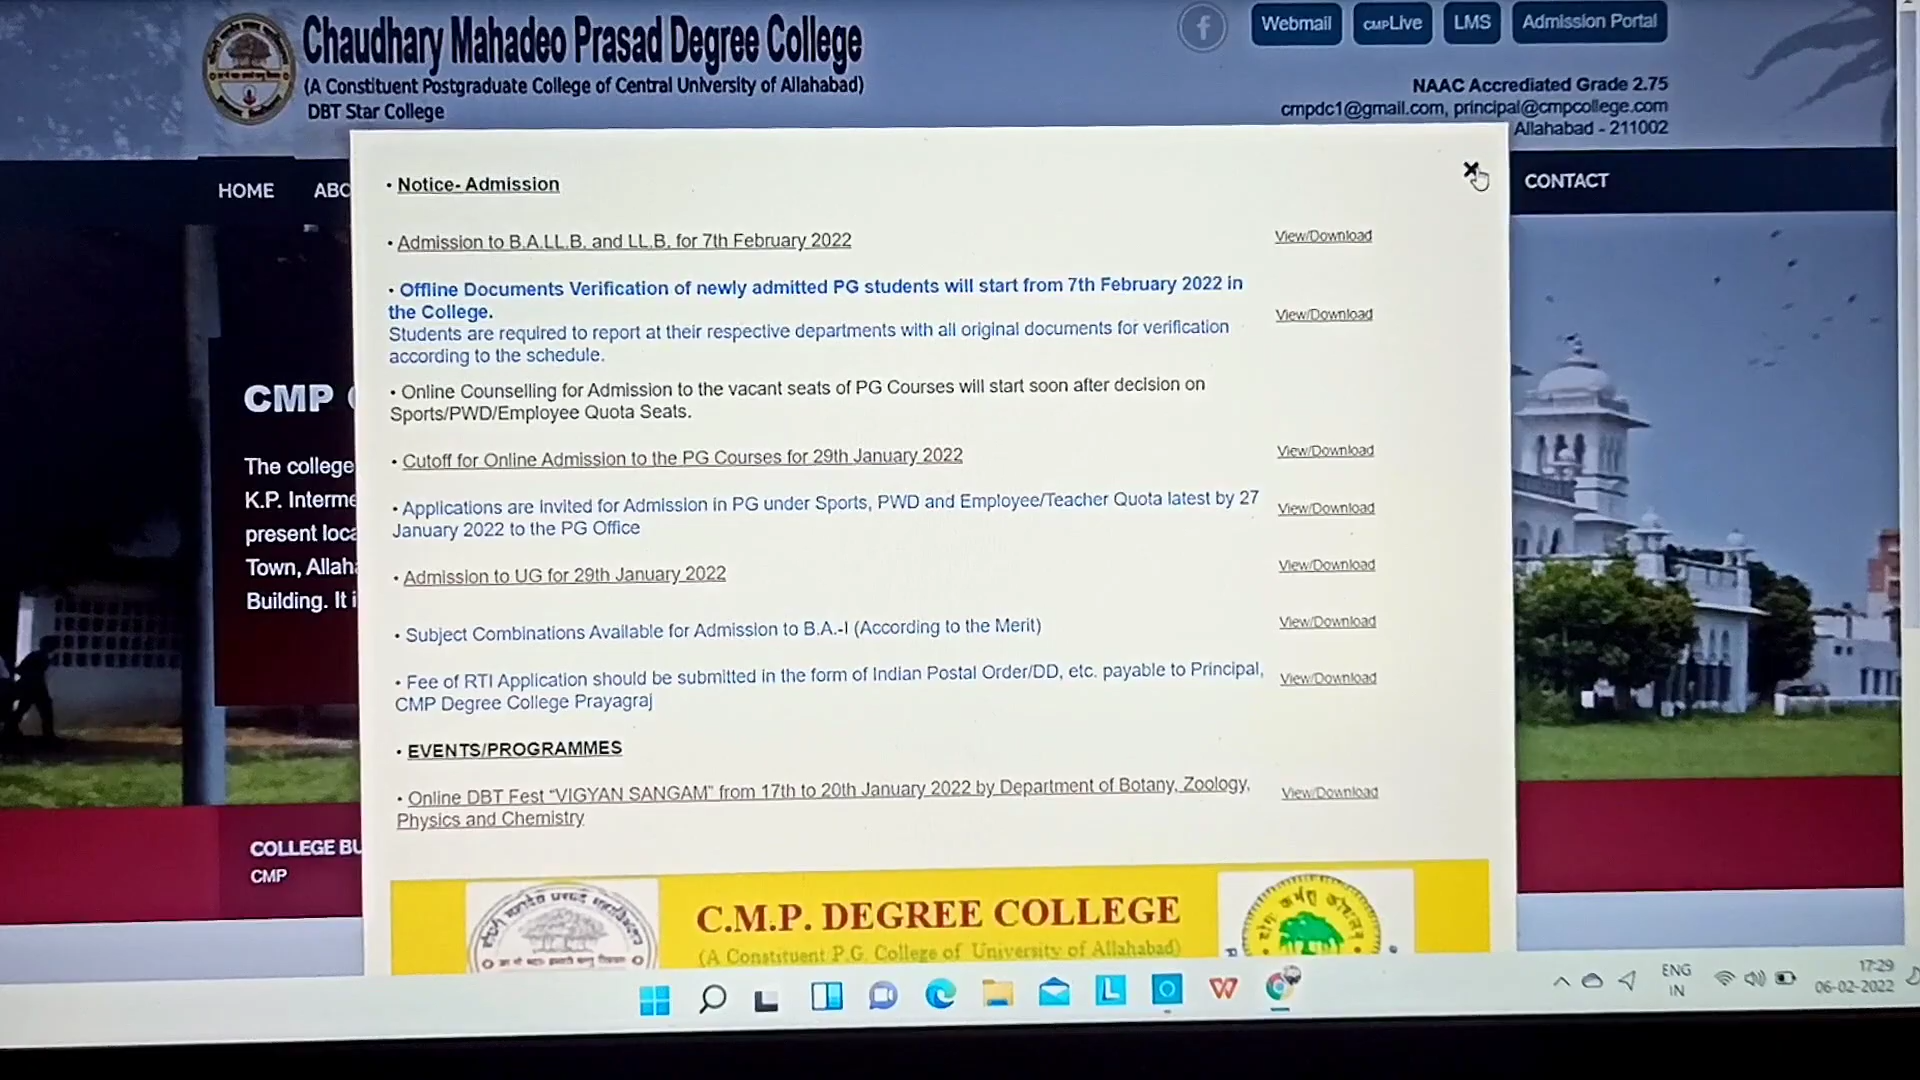 Chaudhary Mahadeo Prasad Degree College
(A Constituent Postgraduate College of Central University of Allahabad)
DBT Star College
f
Webmail
CMPLive
LMS
Admission Portal
NAAC Accrediated Grade 2.75
cmpdc1@gmail.com, principal@cmpcollege.com
Allahabad - 211002
HOME
ABO
CONTACT
• Notice- Admission
• Admission to B.A.LL.B. and LL.B. for 7th February 2022
View/Download
• Offline Documents Verification of newly admitted PG students will start from 7th February 2022 in
the College.
Students are required to report at their respective departments with all original documents for verification
according to the schedule.
View/Download
• Online Counselling for Admission to the vacant seats of PG Courses will start soon after decision on
Sports/PWD/Employee Quota Seats.
• Cutoff for Online Admission to the PG Courses for 29th January 2022
View/Download
• Applications are Invited for Admission in PG under Sports, PWD and Employee/Teacher Quota latest by 27
January 2022 to the PG Office
View/Download
• Admission to UG for 29th January 2022
View/Download
• Subject Combinations Available for Admission to B.A.-I (According to the Merit)
View/Download
• Fee of RTI Application should be submitted in the form of Indian Postal Order/DD, etc. payable to Principal,
CMP Degree College Prayagraj
View/Download
• EVENTS/PROGRAMMES
• Online DBT Fest “VIGYAN SANGAM” from 17th to 20th January 2022 by Department of Botany, Zoology,
Physics and Chemistry
View/Download
CMP
The college
K.P. Interme
present loca
Town, Allaha
Building. It i
COLLEGE BU
CMP
C.M.P. DEGREE COLLEGE
(A Constituent P.G. College of University of Allahabad)
ENG
IN
17:29
06-02-2022